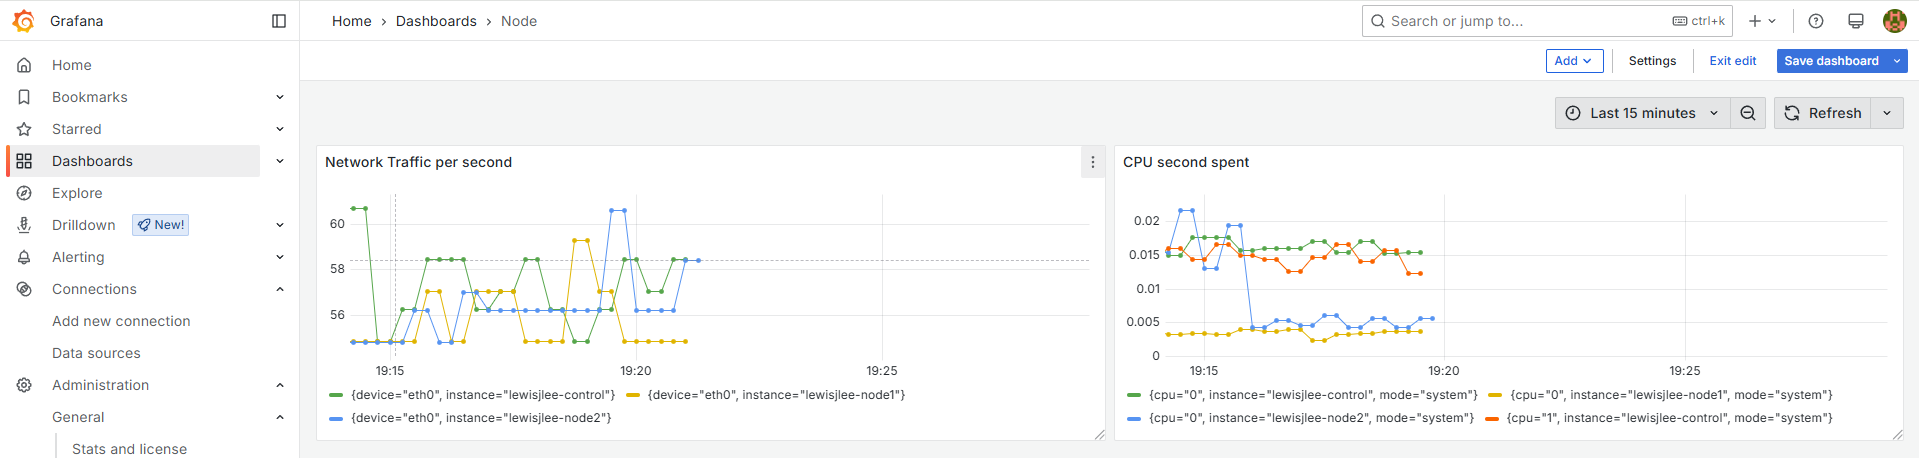 Grafana
Home › Dashboards › Node
Search or jump to...
ctrl+k
Add
Settings
Exit edit
Save dashboard
Home
Bookmarks
Starred
Dashboards
Explore
Drilldown
New!
Alerting
Connections
Add new connection
Data sources
Administration
General
Stats and license
Last 15 minutes
Refresh
Network Traffic per second
60
58
56
19:15
19:20
19:25
{device="eth0", instance="lewisjlee-control"}
{device="eth0", instance="lewisjlee-node1"}
{device="eth0", instance="lewisjlee-node2"}
CPU second spent
0.02
0.015
0.01
0.005
0
19:15
19:20
19:25
{cpu="0", instance="lewisjlee-control", mode="system"}
{cpu="0", instance="lewisjlee-node1", mode="system"}
{cpu="0", instance="lewisjlee-node2", mode="system"}
{cpu="1", instance="lewisjlee-control", mode="system"}